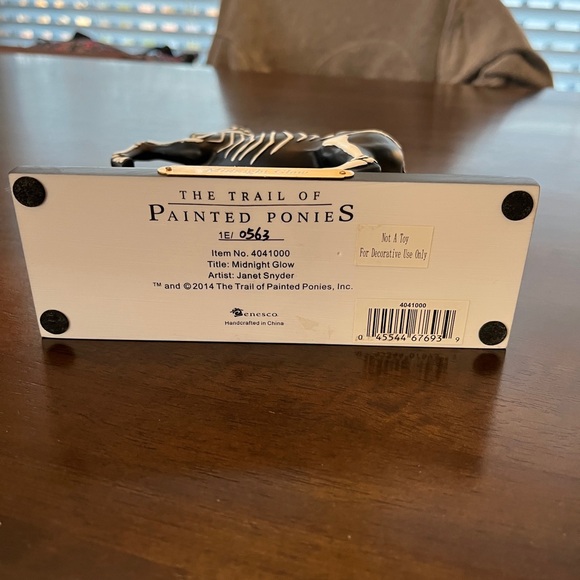 THE TRAIL OF
PAINTED PONIES
1E/ 0563
Item No. 4041000
Title: Midnight Glow
Artist: Janet Snyder
™ and ©2014 The Trail of Painted Ponies, Inc.
enesco
Handcrafted in China
Not A Toy
For Decorative Use Only
4041000
0 45544 67693 9